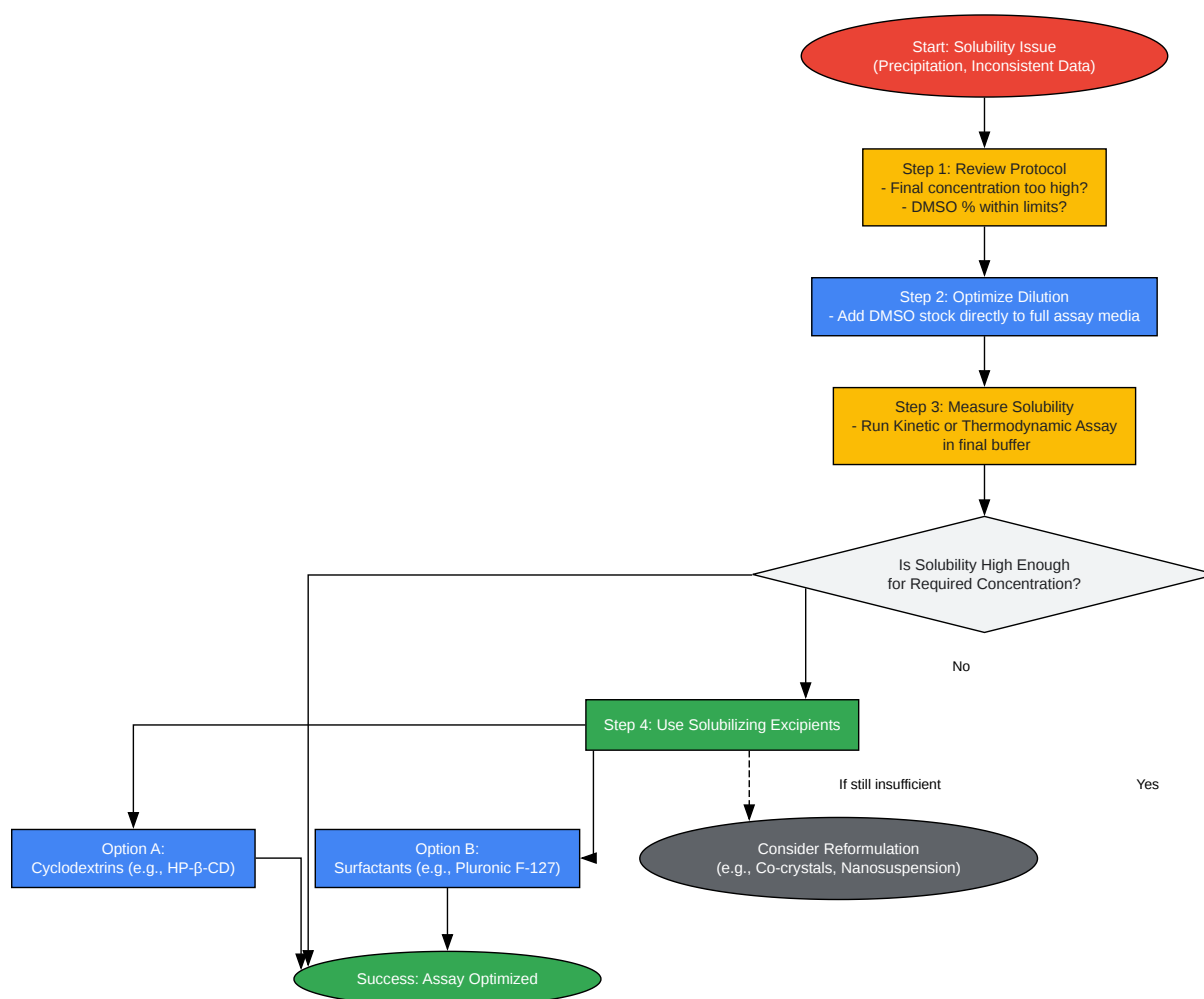 Start: Solubility Issue
(Precipitation, Inconsistent Data)
Step 1: Review Protocol
- Final concentration too high?
- DMSO % within limits?
Step 2: Optimize Dilution
- Add DMSO stock directly to full assay media
Step 3: Measure Solubility
- Run Kinetic or Thermodynamic Assay
in final buffer
Is Solubility High Enough
for Required Concentration?
No
Step 4: Use Solubilizing Excipients
If still insufficient
Yes
Option A:
Cyclodextrins (e.g., HP-β-CD)
Option B:
Surfactants (e.g., Pluronic F-127)
Consider Reformulation
(e.g., Co-crystals, Nanosuspension)
Success: Assay Optimized